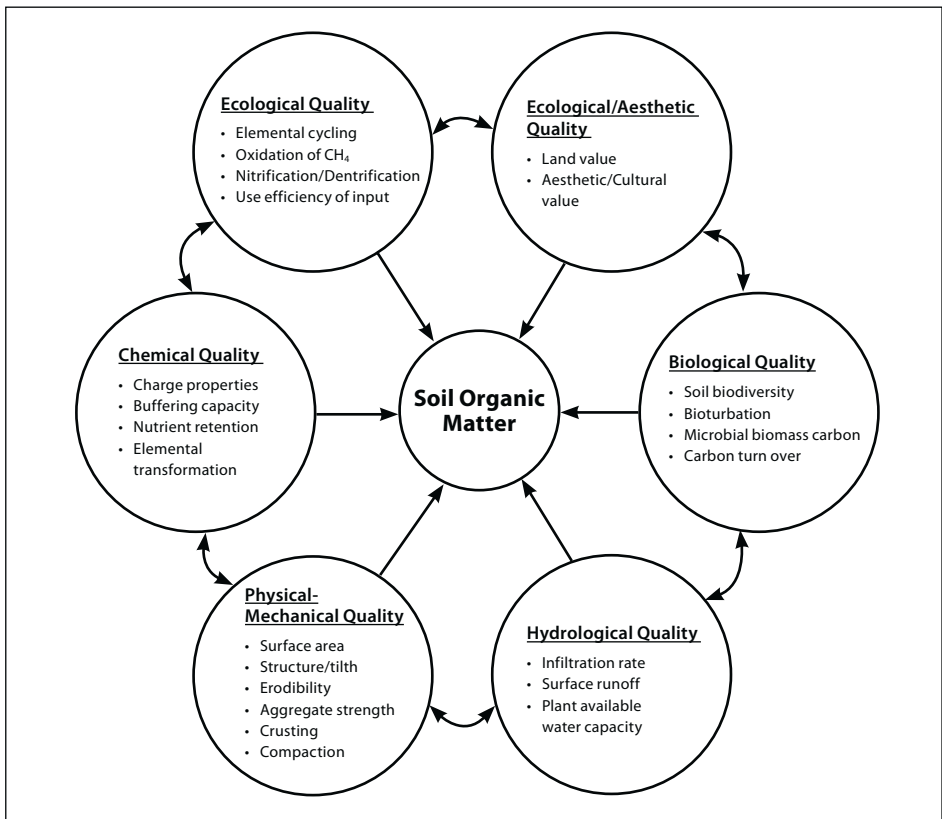 Ecological Quality
• Elemental cycling
• Oxidation of CH₄
• Nitrification/Dentrification
• Use efficiency of input
Ecological/Aesthetic
Quality
• Land value
• Aesthetic/Cultural
value
Chemical Quality
• Charge properties
• Buffering capacity
• Nutrient retention
• Elemental
transformation
Soil Organic
Matter
Biological Quality
• Soil biodiversity
• Bioturbation
• Microbial biomass carbon
• Carbon turn over
Physical-
Mechanical Quality
• Surface area
• Structure/tilth
• Erodibility
• Aggregate strength
• Crusting
• Compaction
Hydrological Quality
• Infiltration rate
• Surface runoff
• Plant available
water capacity